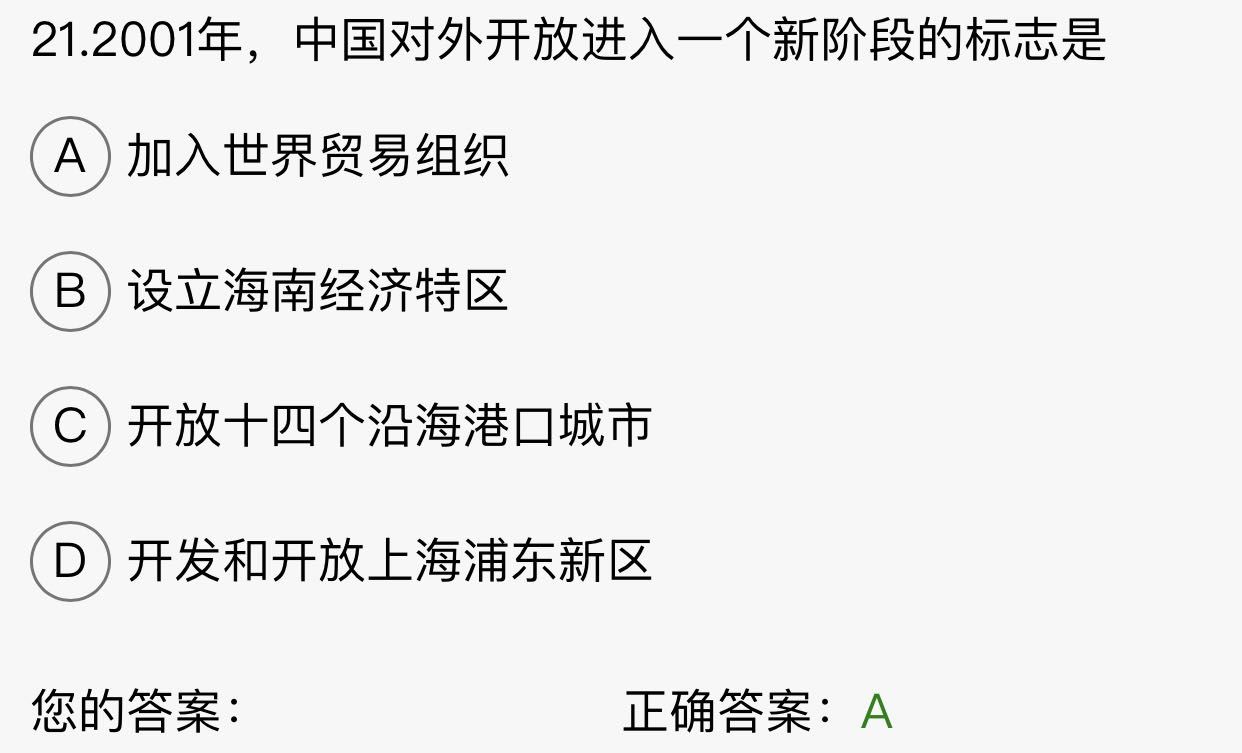 21.2001年，中国对外开放进入一个新阶段的标志是
A 加入世界贸易组织
B 设立海南经济特区
C 开放十四个沿海港口城市
D 开发和开放上海浦东新区
您的答案： 正确答案：A